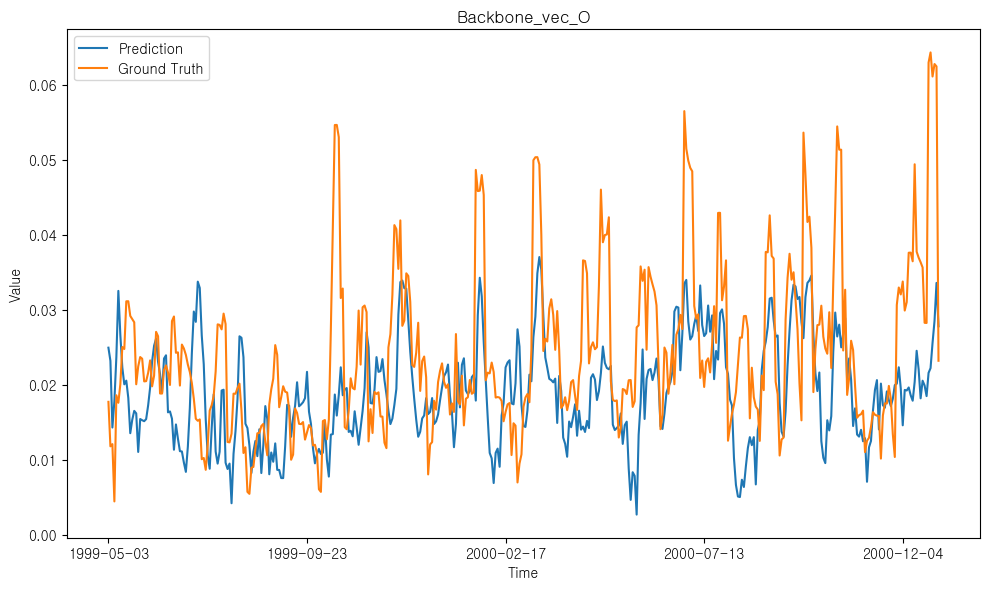 Backbone_vec_O
Prediction
Ground Truth
Value
0.06
0.05
0.04
0.03
0.02
0.01
0.00
1999-05-03
1999-09-23
2000-02-17
2000-07-13
2000-12-04
Time